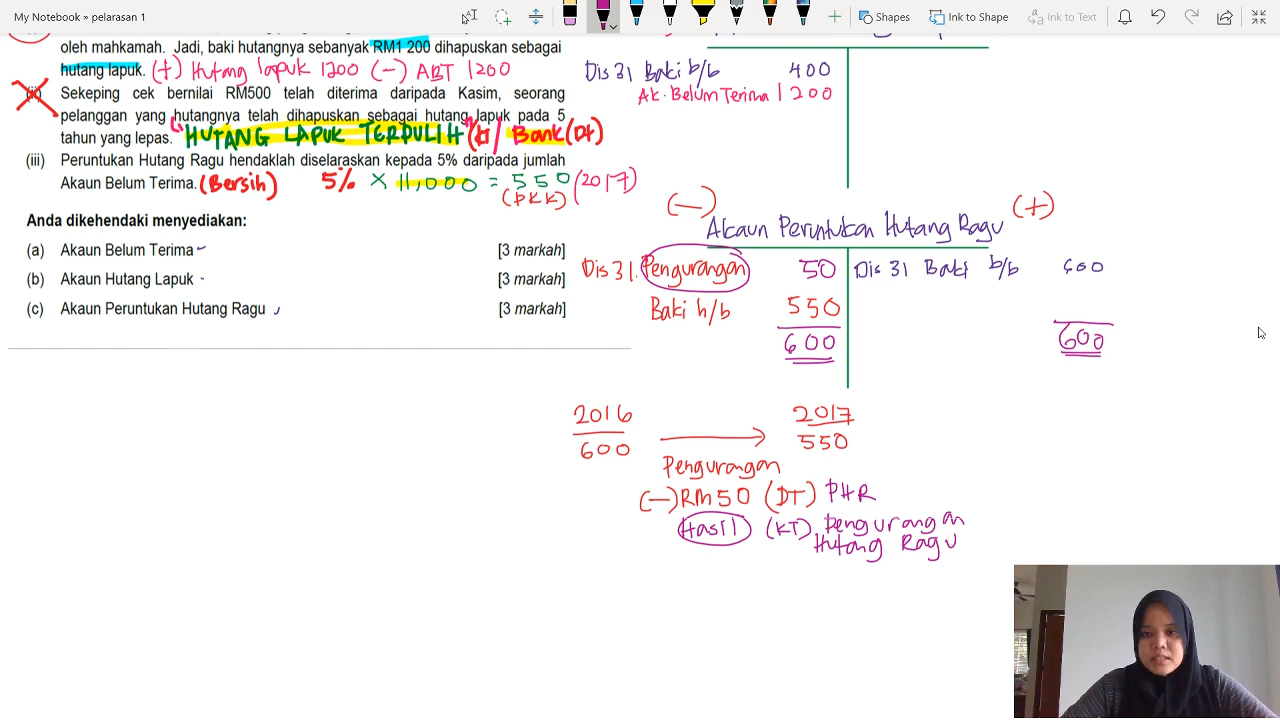 My Notebook » pelarasan 1
Shapes
Ink to Shape
Ink to Text
oleh mahkamah. Jadi, baki hutangnya sebanyak RM1 200 dihapuskan sebagai
hutang lapuk. (+) Hutang lapuk 1200 (−) ABT 1200
(ii) Sekeping cek bernilai RM500 telah diterima daripada Kasim, seorang
pelanggan yang hutangnya telah dihapuskan sebagai hutang lapuk pada 5
tahun yang lepas. HUTANG LAPUK TERPULIH (kt) / Bank (Dt)
(iii) Peruntukan Hutang Ragu hendaklah diselaraskan kepada 5% daripada jumlah
Akaun Belum Terima. (Bersih) 5% × 11,000 = 550 (2017)
(PKK)
Anda dikehendaki menyediakan:
(a) Akaun Belum Terima [3 markah]
(b) Akaun Hutang Lapuk [3 markah]
(c) Akaun Peruntukan Hutang Ragu [3 markah]
Dis 31 Baki b/b 400
Ak. Belum Terima 1200
(−) (+)
Akaun Peruntukan Hutang Ragu
Dis 31. Pengurangan 50 Dis 31 Baki b/b 600
Baki h/b 550
600 600
2016 2017
600 550
Pengurangan
(−) RM50 (DT) PHR
Hasil (KT) Pengurangan
Hutang Ragu